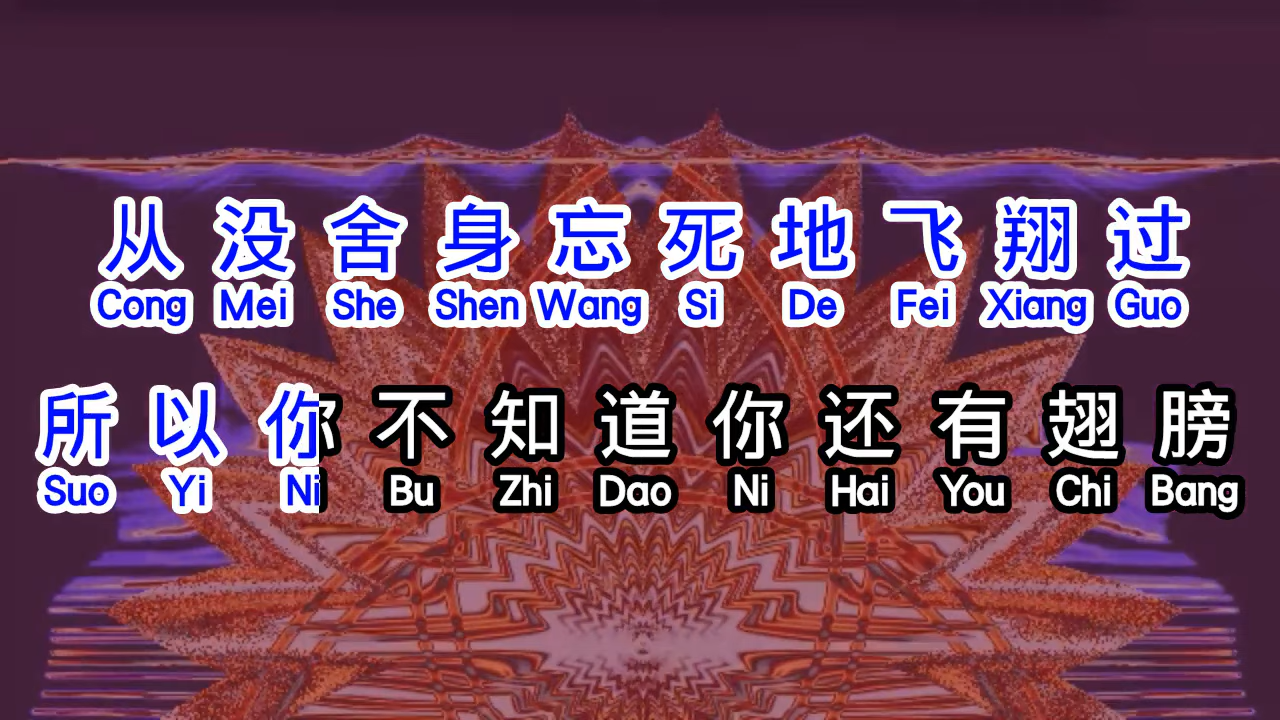 从 没 舍 身 忘 死 地 飞 翔 过
Cong Mei She Shen Wang Si De Fei Xiang Guo
所 以 你 不 知 道 你 还 有 翅 膀
Suo Yi Ni Bu Zhi Dao Ni Hai You Chi Bang